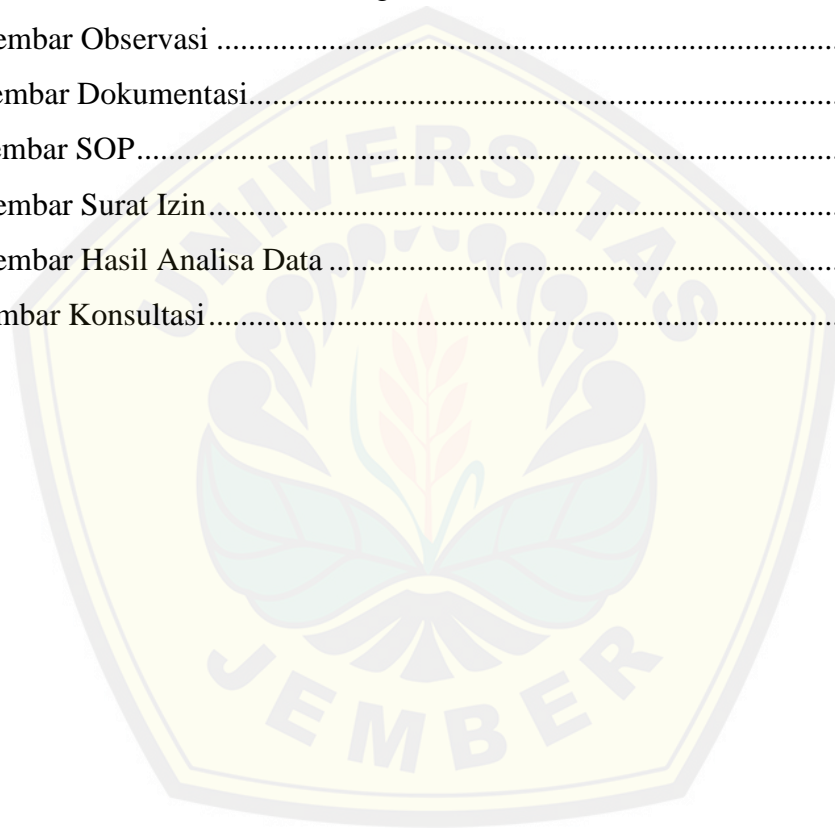 embar Observasi ........................................................................
embar Dokumentasi........................................................................
embar SOP........................................................................
embar Surat Izin........................................................................
embar Hasil Analisa Data ........................................................................
mbar Konsultasi........................................................................
UNIVERSITAS
JEMBER